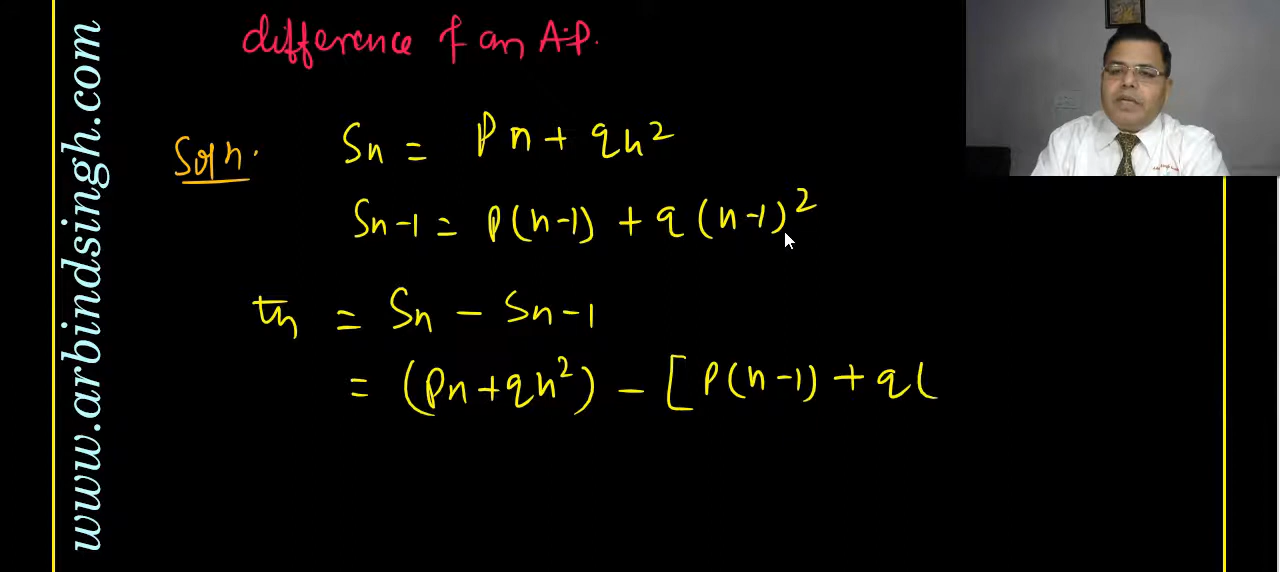 difference of an A.P.
Soln.
Sn = Pn + qn²
Sn-1 = P(n-1) + q(n-1)²
tn = Sn - Sn-1
= (Pn+qn²) - [P(n-1) + q(
www.arbindsingh.com